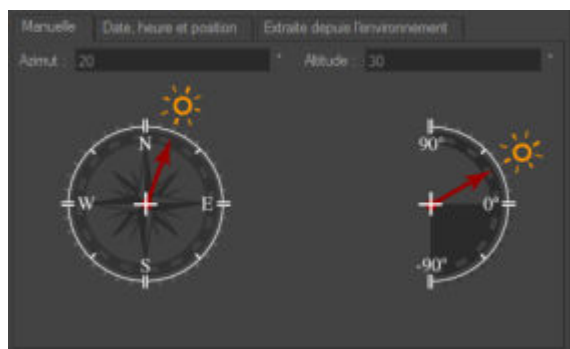 Manuelle Date, heure et position Extraite depuis l'environnement
Azimut : 20 ° Altitude : 30 °
N
90°
W E 0°
S
-90°